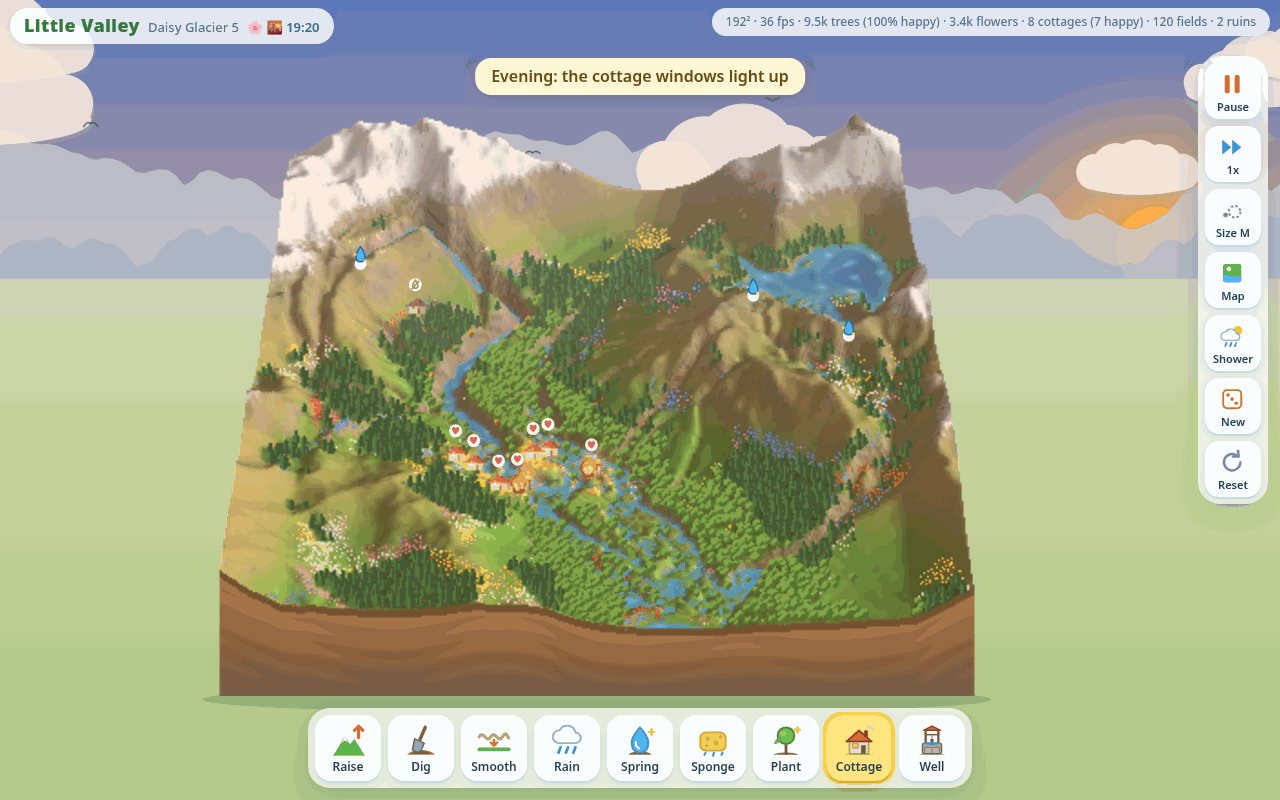 Little Valley Daisy Glacier 5 19:20
192² · 36 fps · 9.5k trees (100% happy) · 3.4k flowers · 8 cottages (7 happy) · 120 fields · 2 ruins
Evening: the cottage windows light up
Pause
1x
Size M
Map
Shower
New
Reset
Raise
Dig
Smooth
Rain
Spring
Sponge
Plant
Cottage
Well